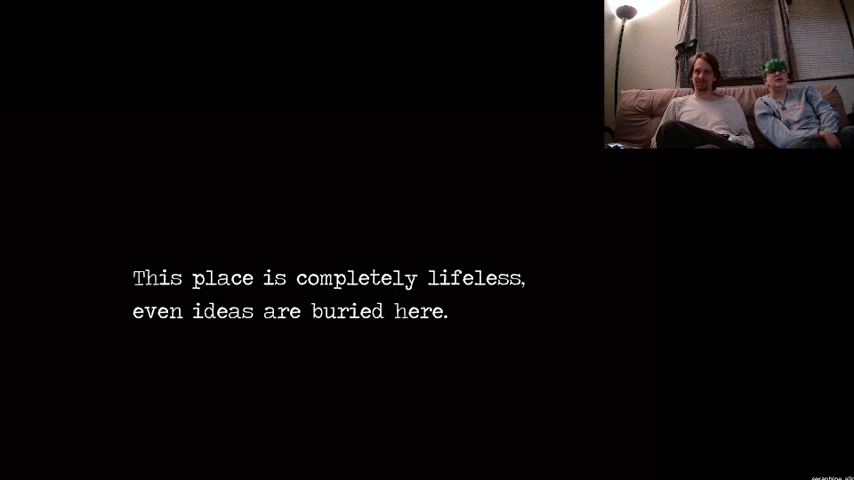 This place is completely lifeless,
even ideas are buried here.